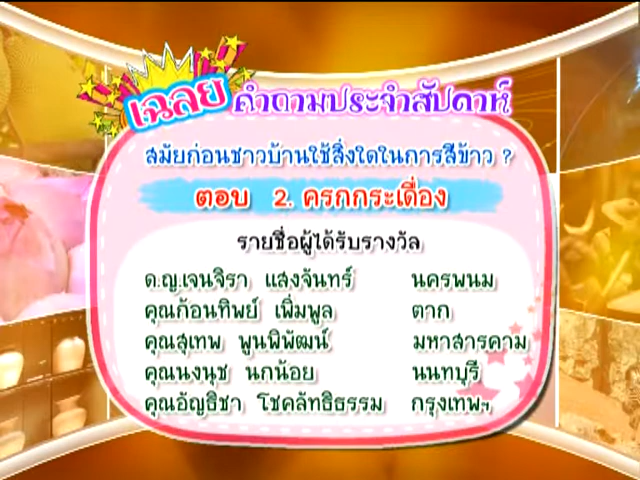 เฉลย คำถามประจำสัปดาห์
สมัยก่อนชาวบ้านใช้สิ่งใดในการสีข้าว ?
ตอบ 2. ครกกระเดื่อง
รายชื่อผู้ได้รับรางวัล
ด.ญ.เจนจิรา แสงจันทร์ นครพนม
คุณก้อนทิพย์ เพิ่มพูล ตาก
คุณสุเทพ พูนพิพัฒน์ มหาสารคาม
คุณนงนุช นกน้อย นนทบุรี
คุณอัญธิชา โชคลัทธิธรรม กรุงเทพฯ